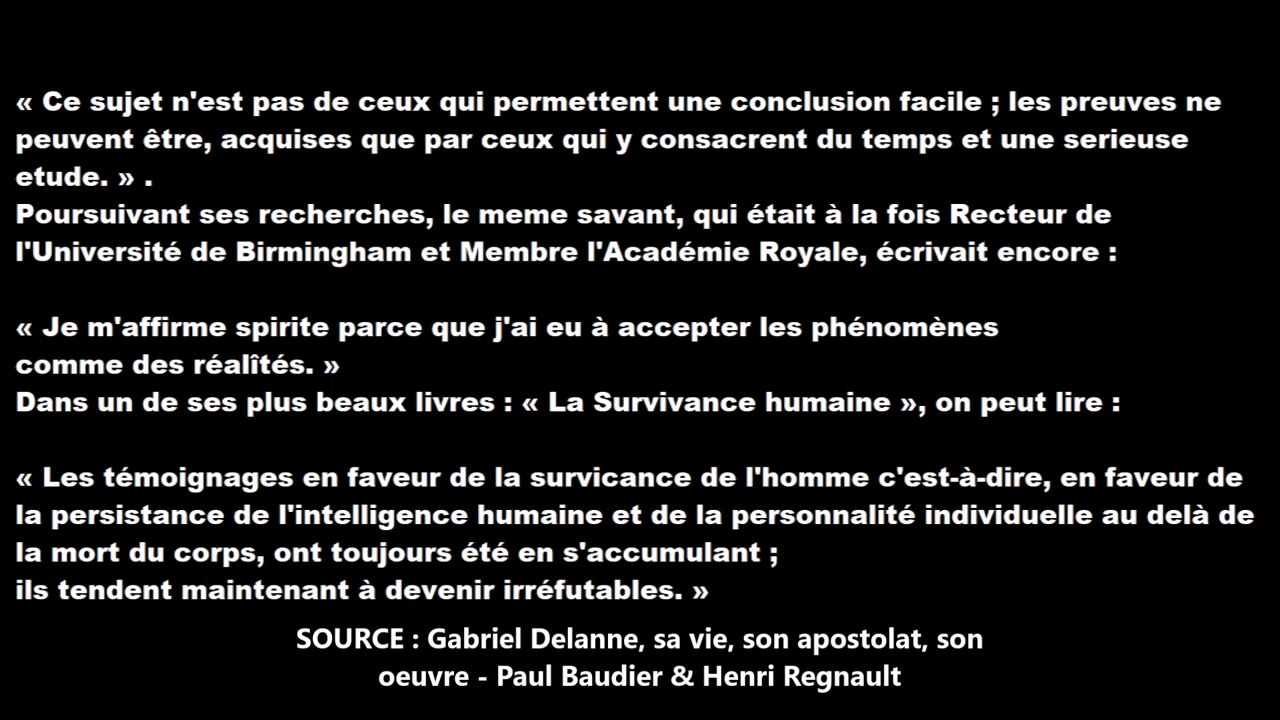 « Ce sujet n'est pas de ceux qui permettent une conclusion facile ; les preuves ne
peuvent être, acquises que par ceux qui y consacrent du temps et une serieuse
etude. » .
Poursuivant ses recherches, le meme savant, qui était à la fois Recteur de
l'Université de Birmingham et Membre l'Académie Royale, écrivait encore :
« Je m'affirme spirite parce que j'ai eu à accepter les phénomènes
comme des réalîtés. »
Dans un de ses plus beaux livres : « La Survivance humaine », on peut lire :
« Les témoignages en faveur de la survicance de l'homme c'est-à-dire, en faveur de
la persistance de l'intelligence humaine et de la personnalité individuelle au delà de
la mort du corps, ont toujours été en s'accumulant ;
ils tendent maintenant à devenir irréfutables. »
SOURCE : Gabriel Delanne, sa vie, son apostolat, son
oeuvre - Paul Baudier & Henri Regnault